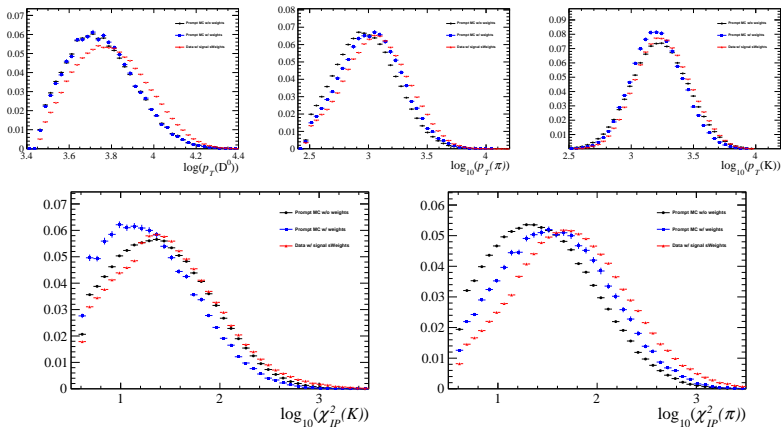 0.06
0.05
0.04
0.03
0.02
0.01
0
3.4 3.6 3.8 4 4.2 4.4
log(p_T(D^0))
Prompt MC w/o weights
Prompt MC w/ weights
Data w/ signal sWeights
0.08
0.07
0.06
0.05
0.04
0.03
0.02
0.01
0
2.5 3 3.5 4
log_10(p_T(π))
Prompt MC w/o weights
Prompt MC w/ weights
Data w/ signal sWeights
0.08
0.07
0.06
0.05
0.04
0.03
0.02
0.01
2.5 3 3.5 4
log_10(p_T(K))
Prompt MC w/o weights
Prompt MC w/ weights
Data w/ signal sWeights
0.07
0.06
0.05
0.04
0.03
0.02
0.01
0
1 2 3
log_10(χ^2_IP(K))
Prompt MC w/o weights
Prompt MC w/ weights
Data w/ signal sWeights
0.06
0.05
0.04
0.03
0.02
0.01
0
1 2 3
log_10(χ^2_IP(π))
Prompt MC w/o weights
Prompt MC w/ weights
Data w/ signal sWeights